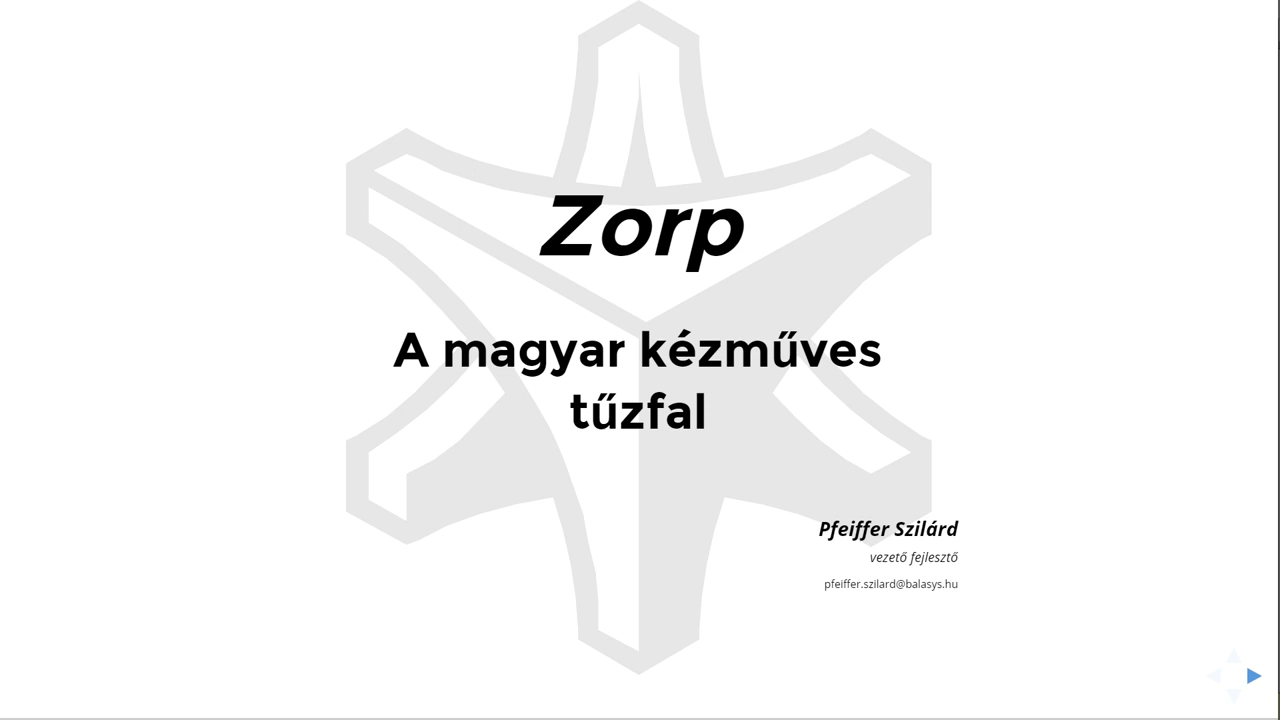 Zorp
A magyar kézműves
tűzfal
Pfeiffer Szilárd
vezető fejlesztő
pfeiffer.szilard@balasys.hu